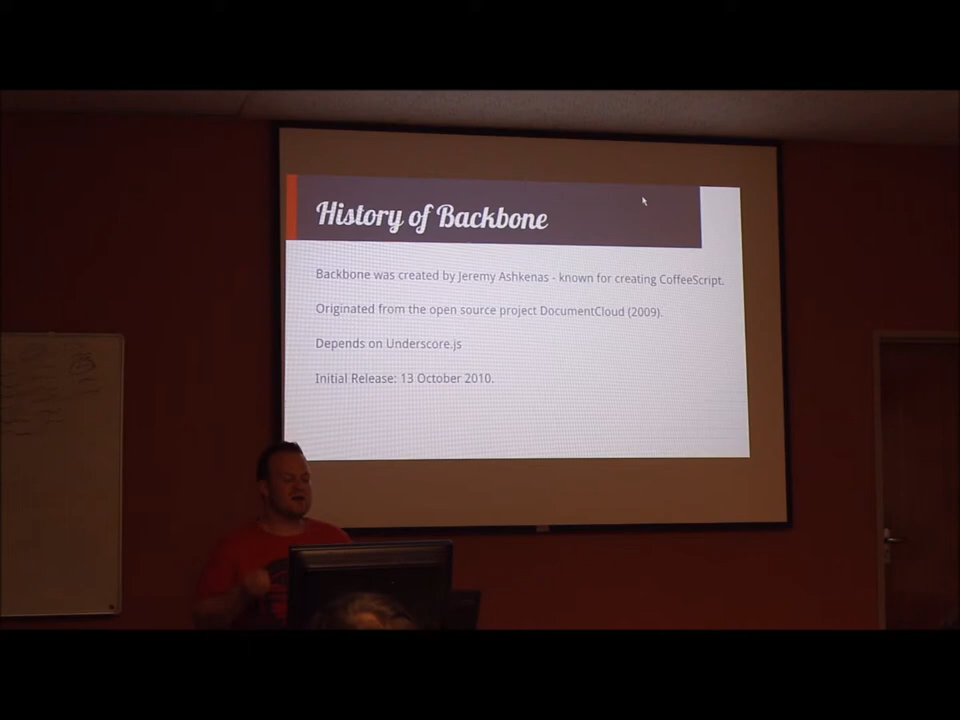 History of Backbone
Backbone was created by Jeremy Ashkenas - known for creating CoffeeScript.
Originated from the open source project DocumentCloud (2009).
Depends on Underscore.js
Initial Release: 13 October 2010.